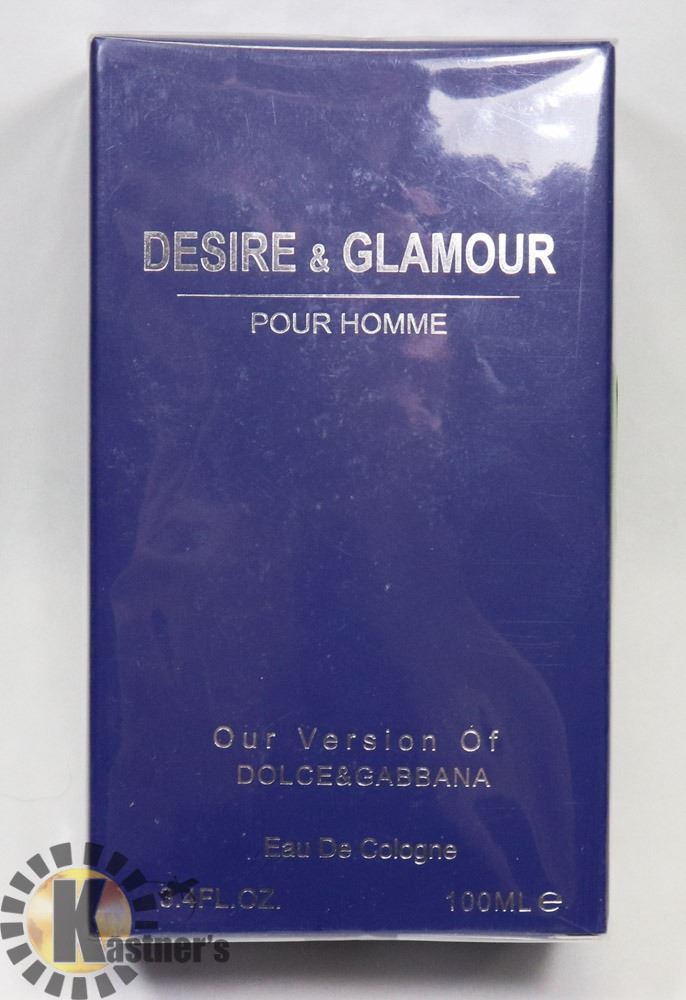 DESIRE & GLAMOUR
POUR HOMME
Our Version Of
DOLCE&GABBANA
Eau De Cologne
3.4FL.OZ. 100ML e
Kastner's